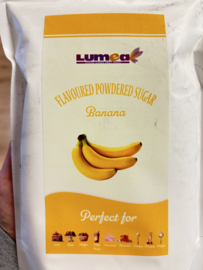 Lumea
FLAVOURED POWDERED SUGAR
Banana
Perfect for